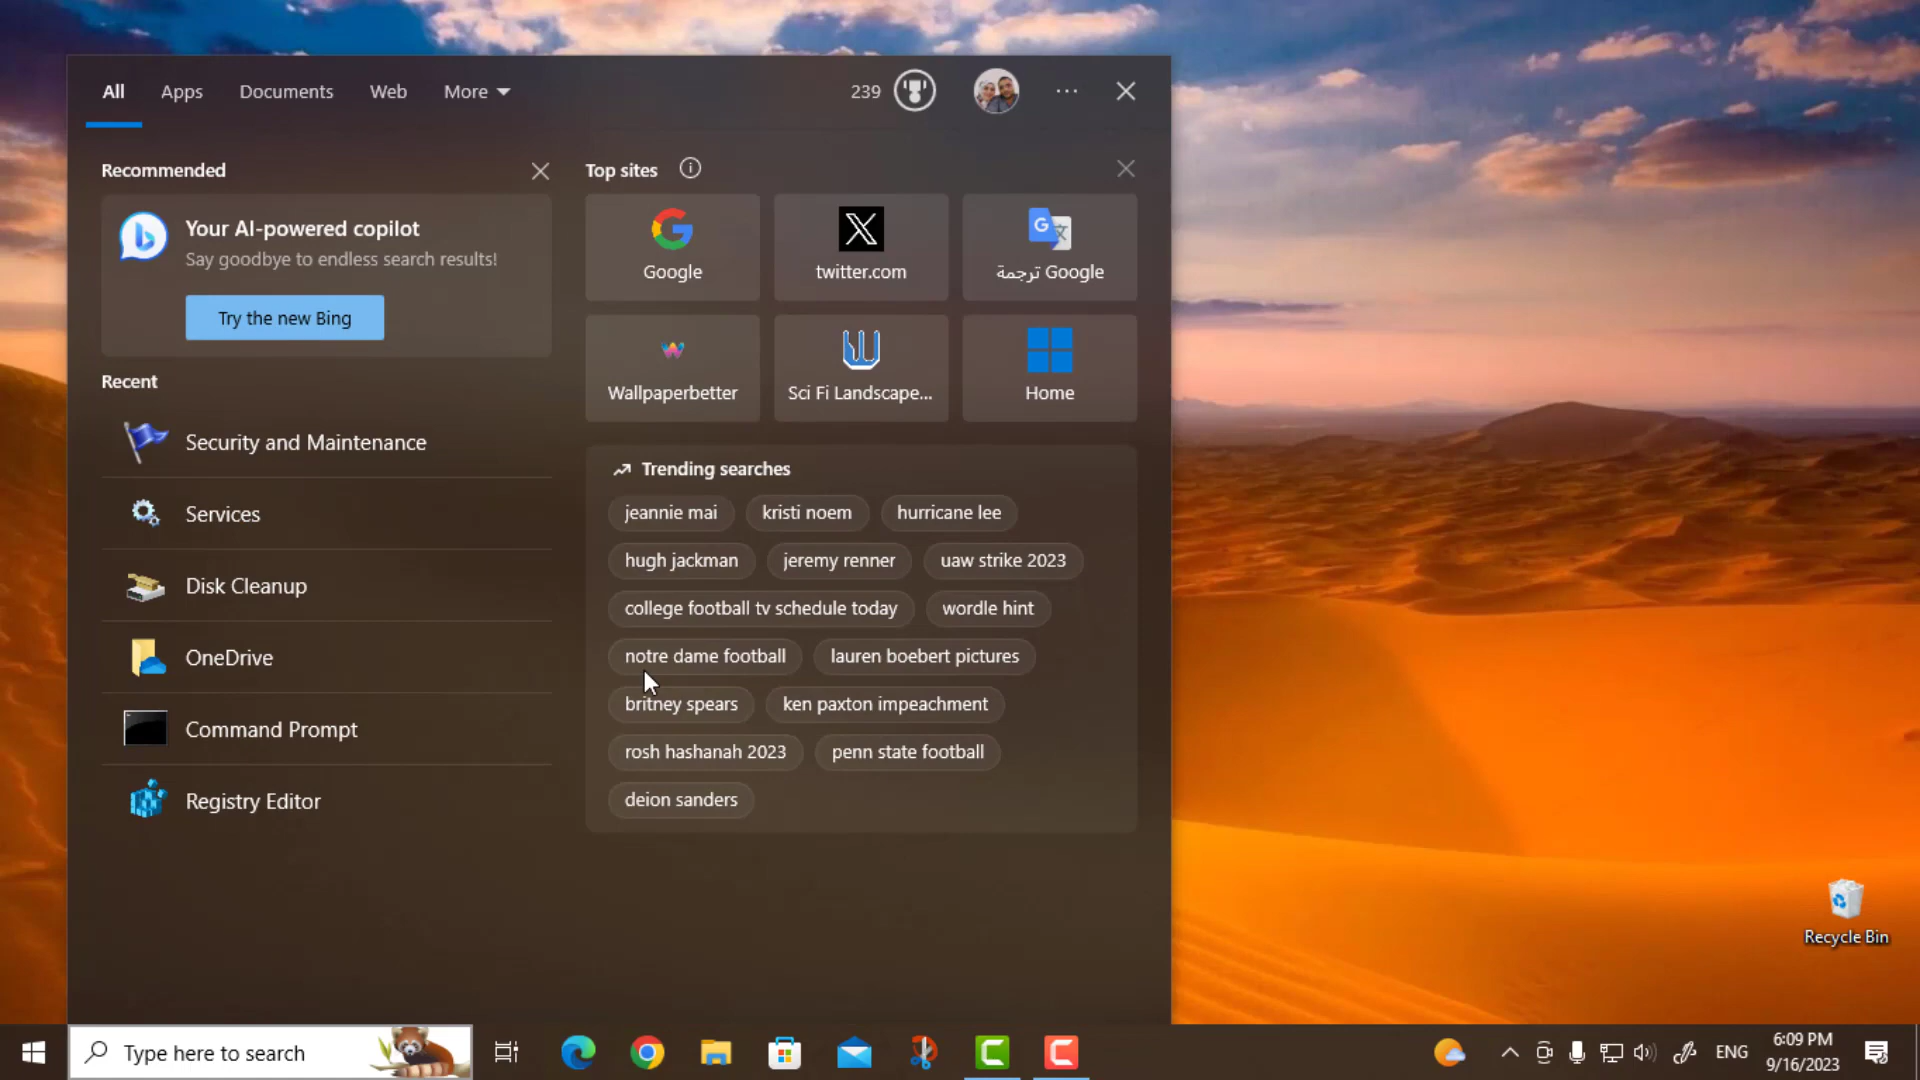 All Apps Documents Web More 239
Recommended
Your AI-powered copilot
Say goodbye to endless search results!
Try the new Bing
Recent
Security and Maintenance
Services
Disk Cleanup
OneDrive
Command Prompt
Registry Editor
Top sites
Google twitter.com ترجمة Google
Wallpaperbetter Sci Fi Landscape... Home
Trending searches
jeannie mai kristi noem hurricane lee
hugh jackman jeremy renner uaw strike 2023
college football tv schedule today wordle hint
notre dame football lauren boebert pictures
britney spears ken paxton impeachment
rosh hashanah 2023 penn state football
deion sanders
Recycle Bin
Type here to search
ENG
6:09 PM
9/16/2023